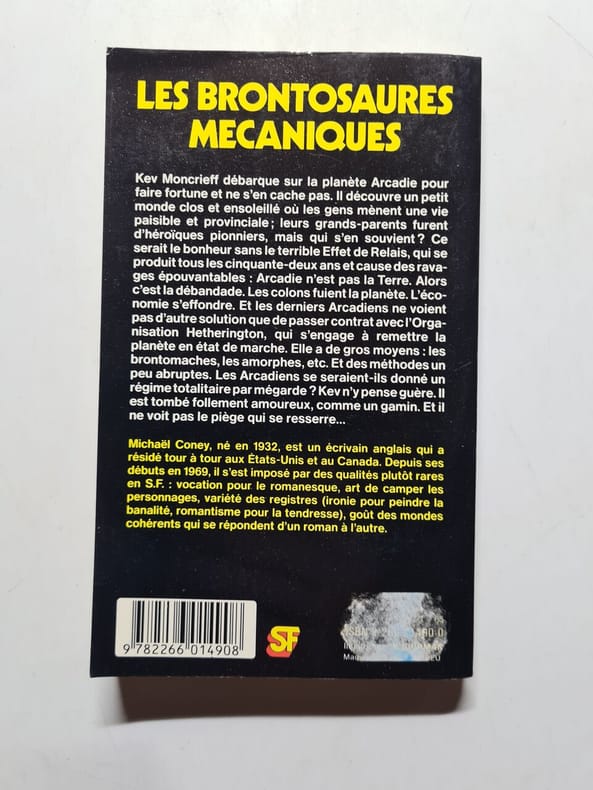 LES BRONTOSAURES
MECANIQUES
Kev Moncrieff débarque sur la planète Arcadie pour
faire fortune et ne s'en cache pas. Il découvre un petit
monde clos et ensoleillé où les gens mènent une vie
paisible et provinciale ; leurs grands-parents furent
d'héroïques pionniers, mais qui s'en souvient ? Ce
serait le bonheur sans le terrible Effet de Relais, qui se
produit tous les cinquante-deux ans et cause des rava-
ges épouvantables : Arcadie n'est pas la Terre. Alors
c'est la débandade. Les colons fuient la planète. L'éco-
nomie s'effondre. Et les derniers Arcadiens ne voient
pas d'autre solution que de passer contrat avec l'Orga-
nisation Hetherington, qui s'engage à remettre la
planète en état de marche. Elle a de gros moyens : les
brontomaches, les amorphes, etc. Et des méthodes un
peu abruptes. Les Arcadiens se seraient-ils donné un
régime totalitaire par mégarde ? Kev n'y pense guère. Il
est tombé follement amoureux, comme un gamin. Et il
ne voit pas le piège qui se resserre...
Michaël Coney, né en 1932, est un écrivain anglais qui a
résidé tour à tour aux États-Unis et au Canada. Depuis ses
débuts en 1969, il s'est imposé par des qualités plutôt rares
en S.F. : vocation pour le romanesque, art de camper les
personnages, variété des registres (ironie pour peindre la
banalité, romantisme pour la tendresse), goût des mondes
cohérents qui se répondent d'un roman à l'autre.
9 782266 014908
SF
ISBN